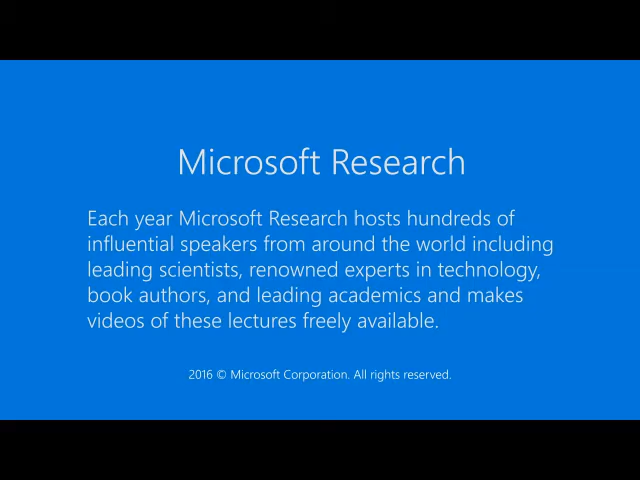 Microsoft Research
Each year Microsoft Research hosts hundreds of
influential speakers from around the world including
leading scientists, renowned experts in technology,
book authors, and leading academics and makes
videos of these lectures freely available.
2016 © Microsoft Corporation. All rights reserved.